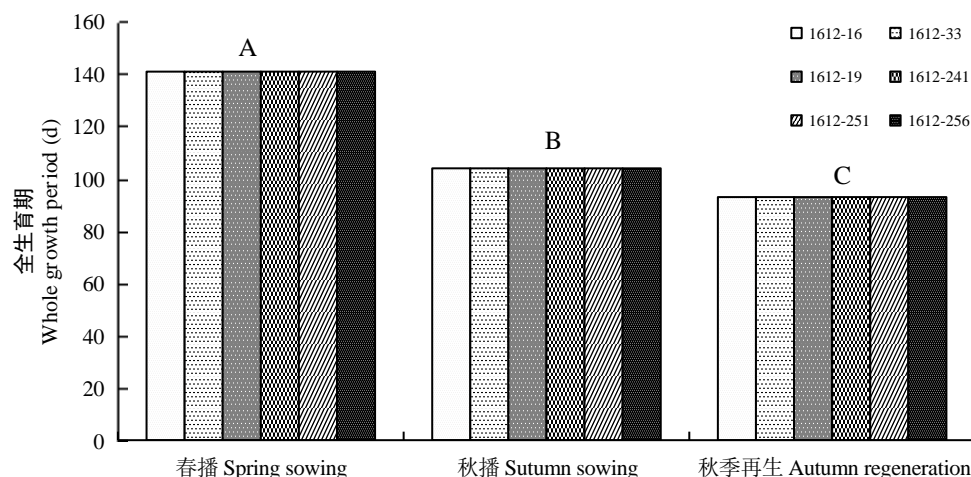 160
140
120
100
80
60
40
20
0
全生育期
Whole growth period (d)
A
B
C
1612-16
1612-33
1612-19
1612-241
1612-251
1612-256
春播 Spring sowing
秋播 Sutumn sowing
秋季再生 Autumn regeneration